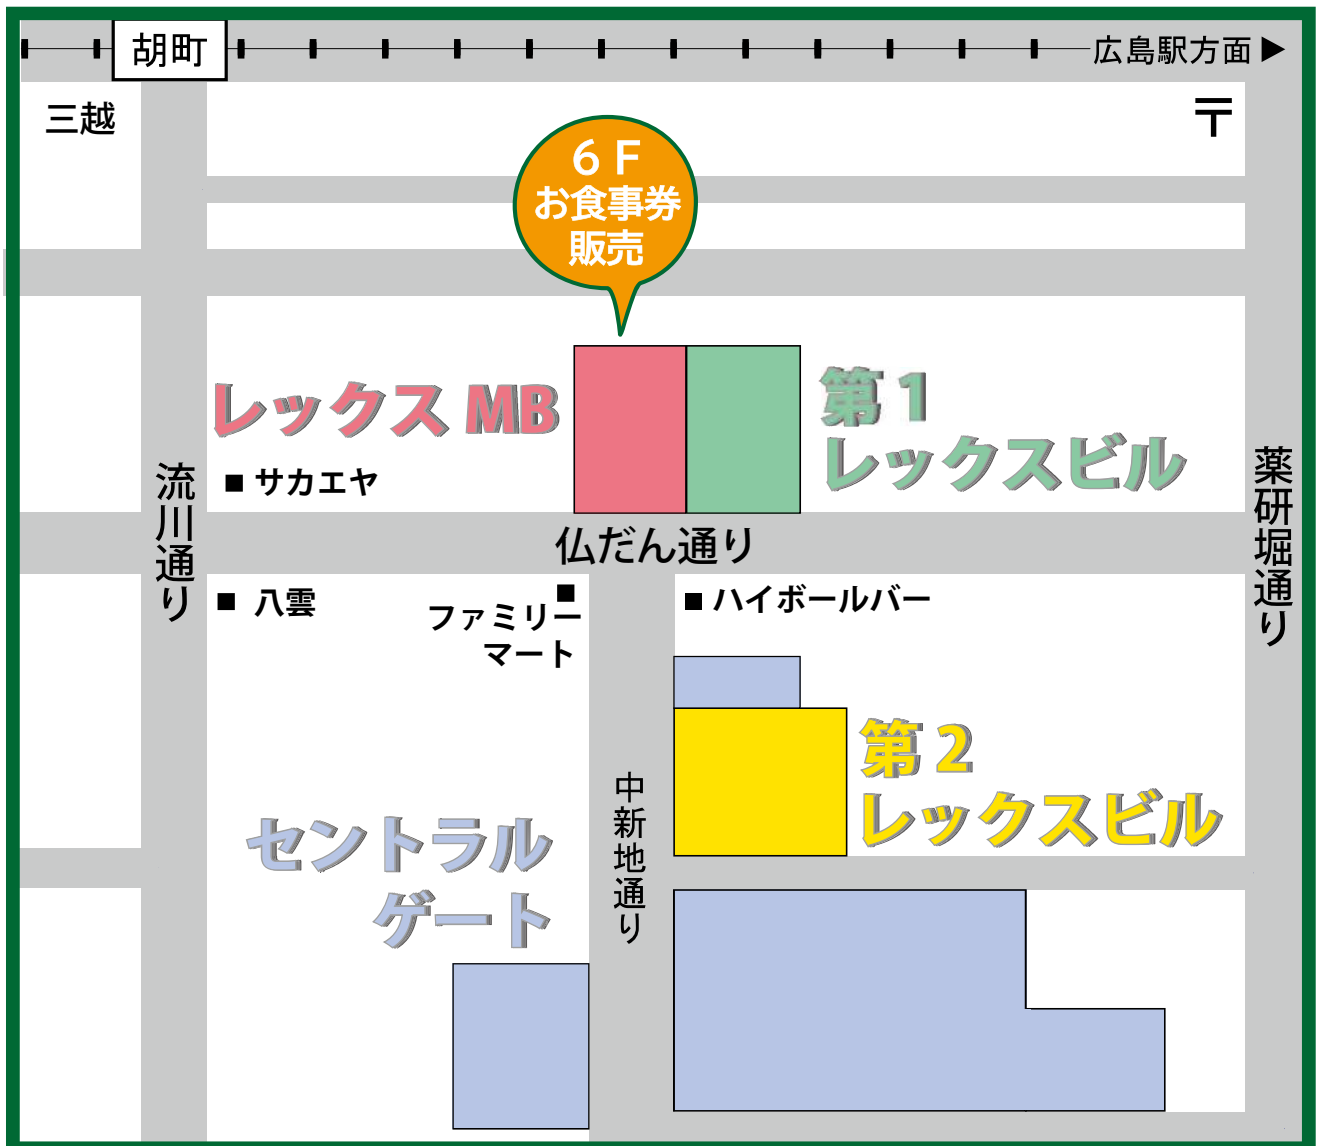 胡町
広島駅方面 ▶
三越
〒
６Ｆ
お食事券
販売
レックス MB
第１
レックスビル
■ サカエヤ
流川通り
薬研堀通り
仏だん通り
■ 八雲
■
ファミリー
マート
■ ハイボールバー
第２
レックスビル
中新地通り
セントラル
ゲート